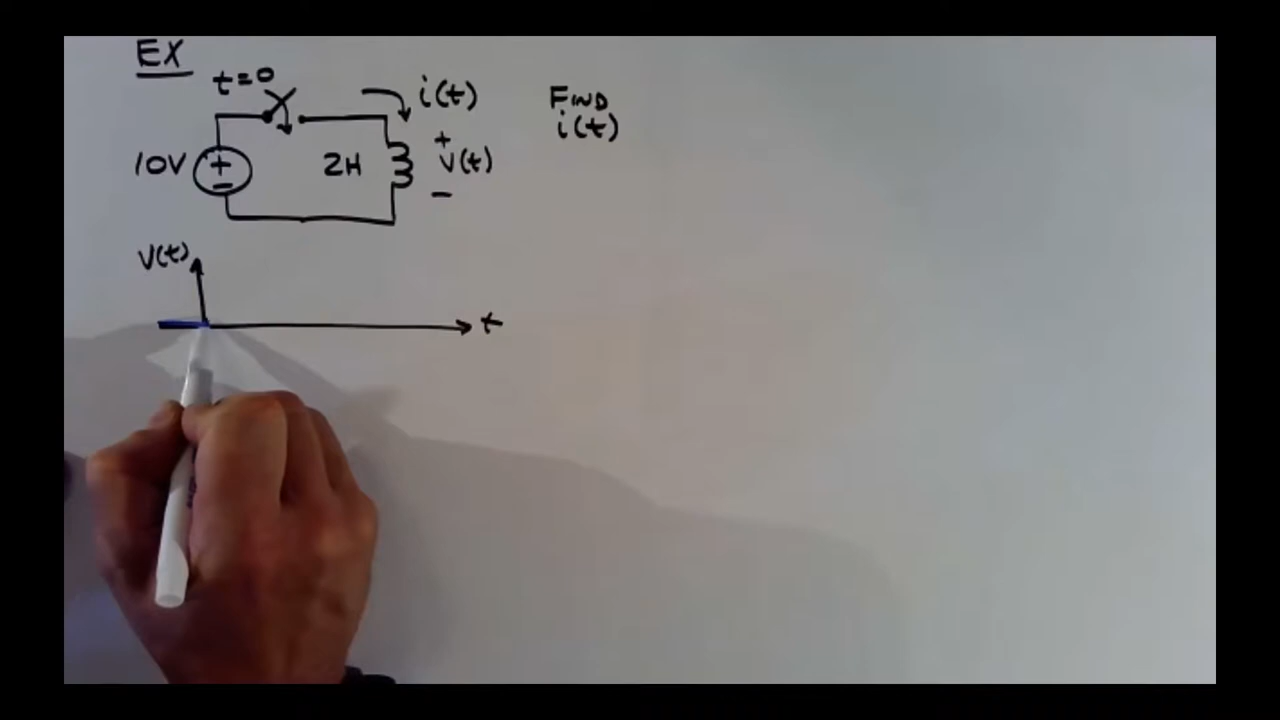 EX
t=0
i(t)
FIND
i(t)
10V
+
-
2H
+
v(t)
-
v(t)
t